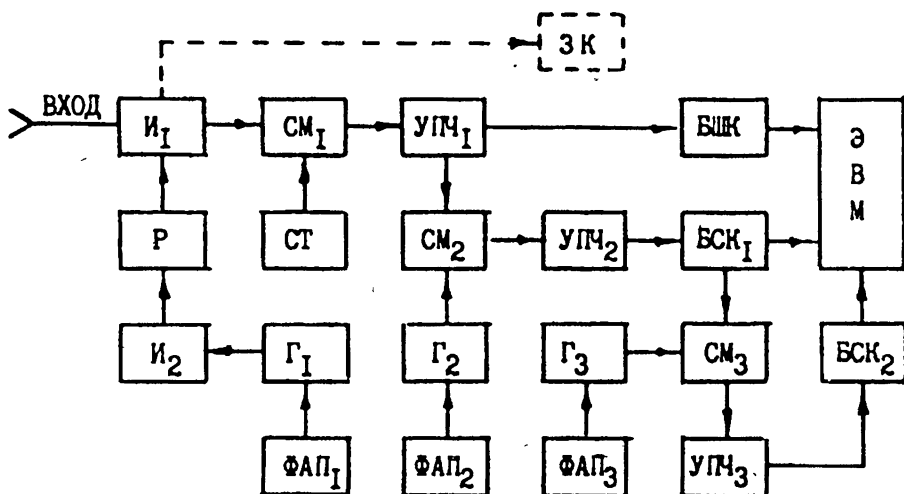 ЗК
ВХОД
И₁
СМ₁
УПЧ₁
БШК
ЭВМ
Р
СТ
СМ₂
УПЧ₂
БСК₁
И₂
Г₁
Г₂
Г₃
СМ₃
БСК₂
ФАП₁
ФАП₂
ФАП₃
УПЧ₃